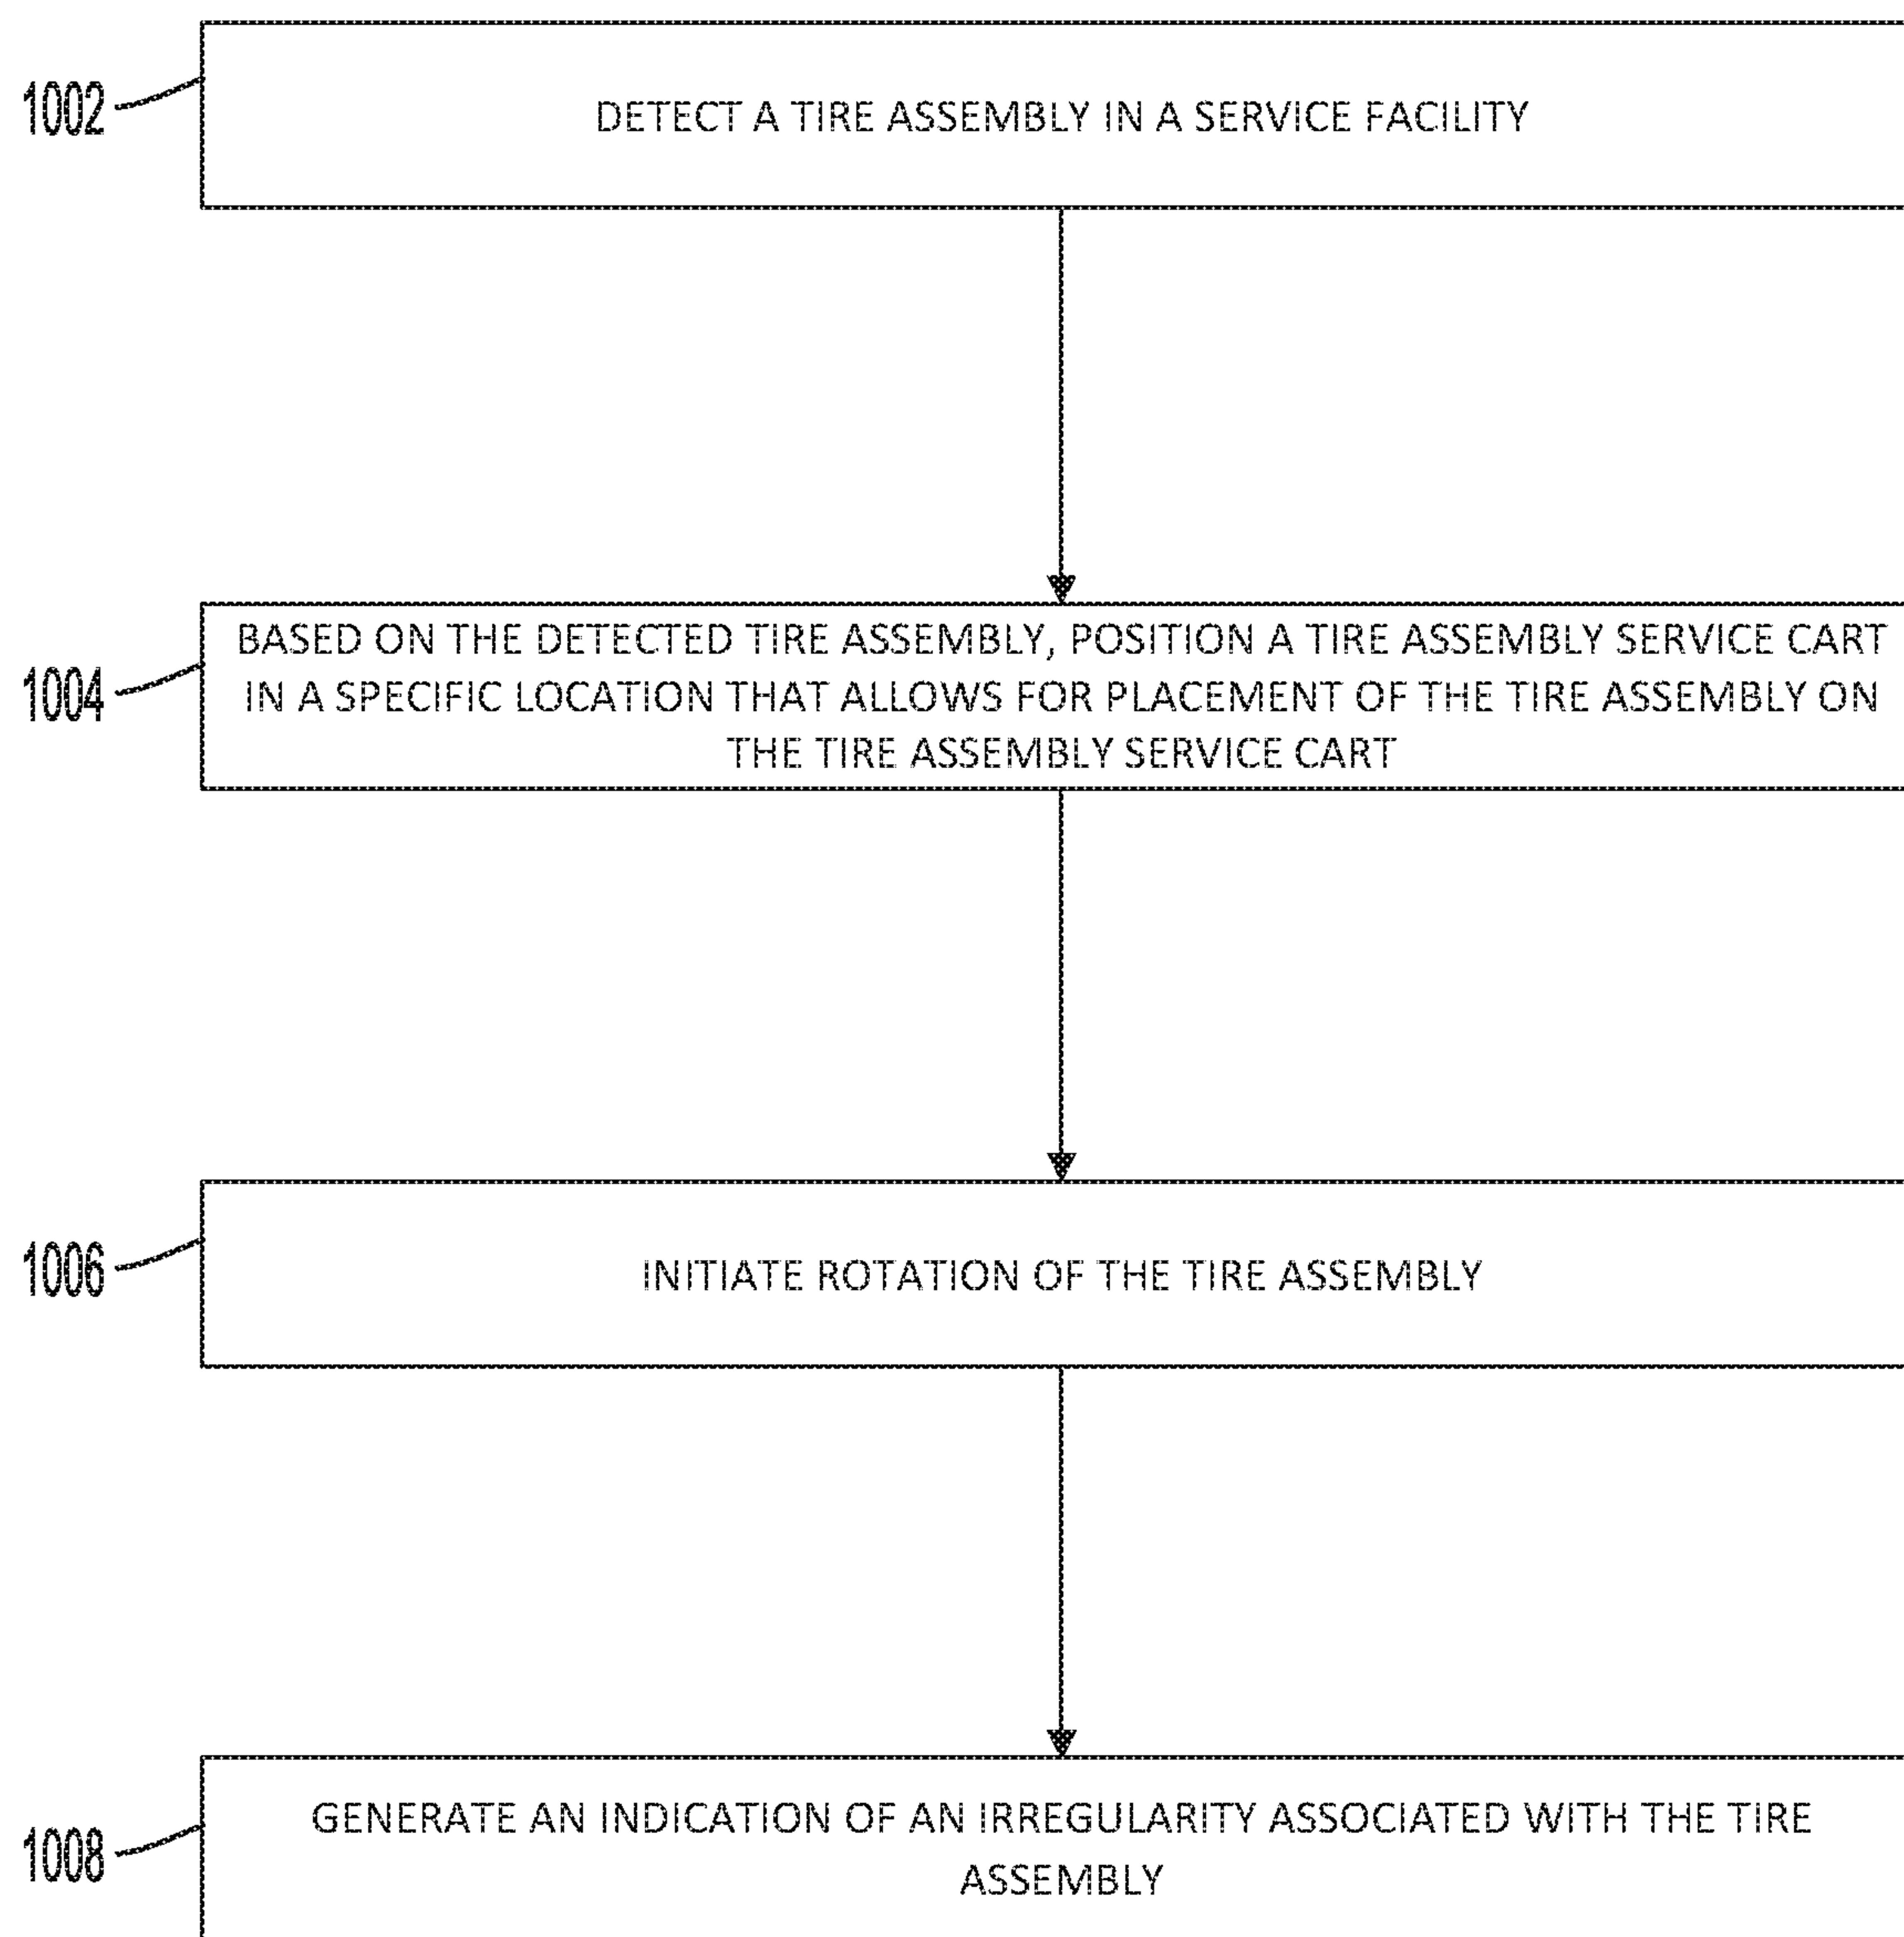 1002
DETECT A TIRE ASSEMBLY IN A SERVICE FACILITY
1004
BASED ON THE DETECTED TIRE ASSEMBLY, POSITION A TIRE ASSEMBLY SERVICE CART
IN A SPECIFIC LOCATION THAT ALLOWS FOR PLACEMENT OF THE TIRE ASSEMBLY ON
THE TIRE ASSEMBLY SERVICE CART
1006
INITIATE ROTATION OF THE TIRE ASSEMBLY
1008
GENERATE AN INDICATION OF AN IRREGULARITY ASSOCIATED WITH THE TIRE
ASSEMBLY